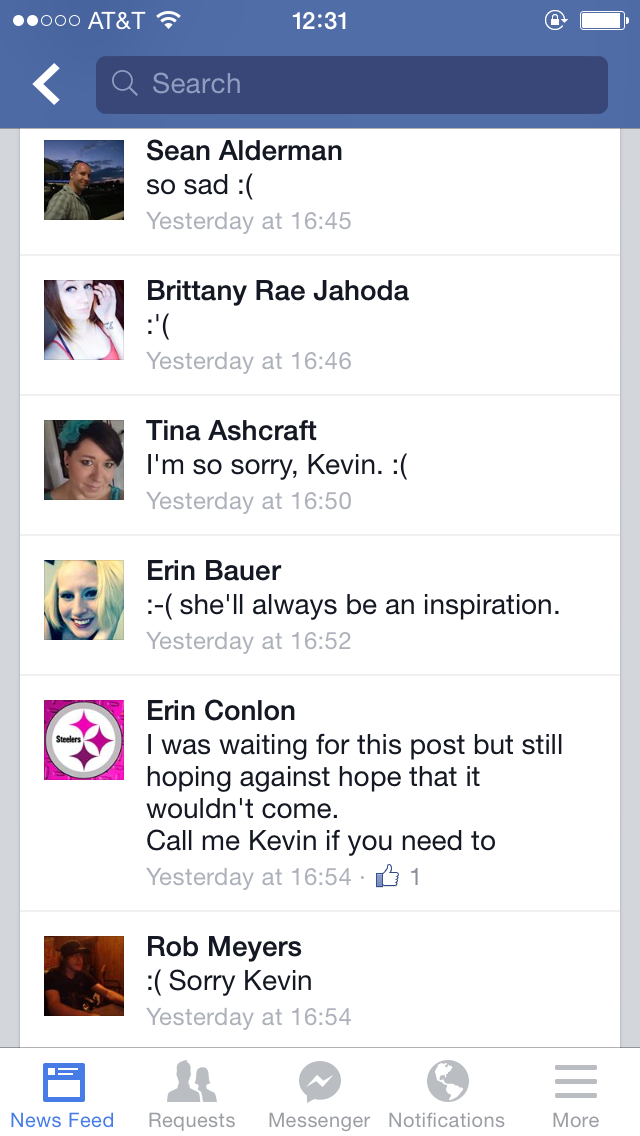 AT&T 12:31
Search
Sean Alderman
so sad :(
Yesterday at 16:45
Brittany Rae Jahoda
:'(
Yesterday at 16:46
Tina Ashcraft
I'm so sorry, Kevin. :(
Yesterday at 16:50
Erin Bauer
:-( she'll always be an inspiration.
Yesterday at 16:52
Steelers
Erin Conlon
I was waiting for this post but still
hoping against hope that it
wouldn't come.
Call me Kevin if you need to
Yesterday at 16:54 · 1
Rob Meyers
:( Sorry Kevin
Yesterday at 16:54
News Feed Requests Messenger Notifications More